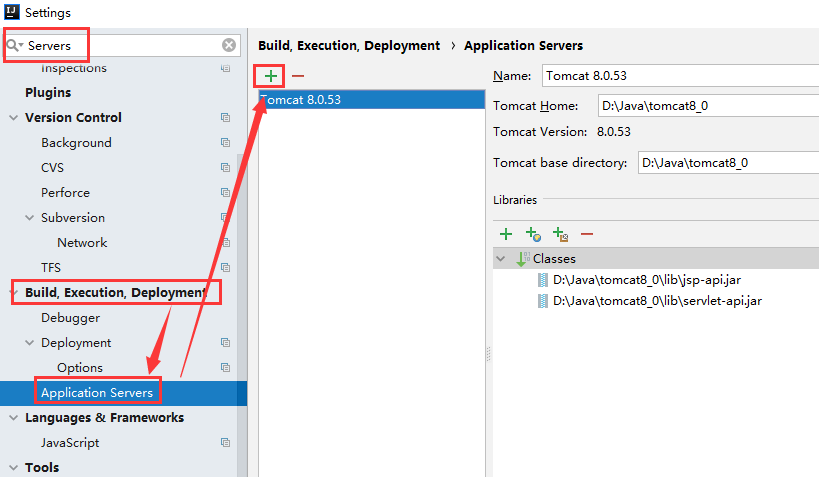 Settings
Servers
Inspections
Plugins
Version Control
Background
CVS
Perforce
Subversion
Network
TFS
Build, Execution, Deployment
Debugger
Deployment
Options
Application Servers
Languages & Frameworks
JavaScript
Tools
Build, Execution, Deployment › Application Servers
Tomcat 8.0.53
Name: Tomcat 8.0.53
Tomcat Home: D:\Java\tomcat8_0
Tomcat Version: 8.0.53
Tomcat base directory: D:\Java\tomcat8_0
Libraries
Classes
D:\Java\tomcat8_0\lib\jsp-api.jar
D:\Java\tomcat8_0\lib\servlet-api.jar